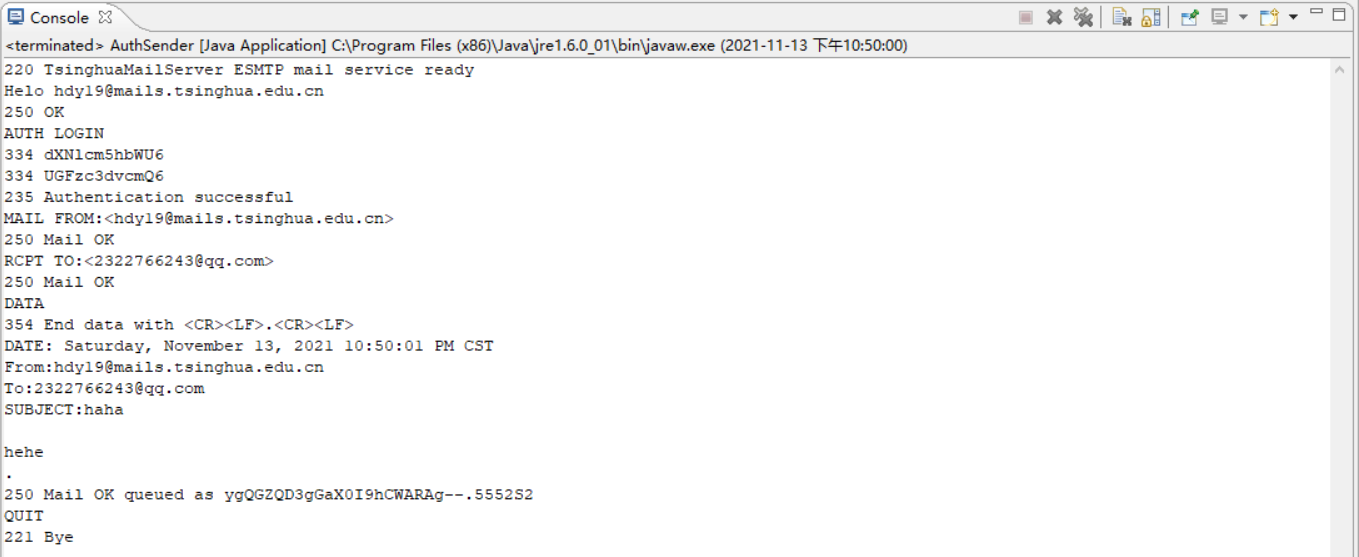 Console
<terminated> AuthSender [Java Application] C:\Program Files (x86)\Java\jre1.6.0_01\bin\javaw.exe (2021-11-13 下午10:50:00)
220 TsinghuaMailServer ESMTP mail service ready
Helo hdy19@mails.tsinghua.edu.cn
250 OK
AUTH LOGIN
334 dXNlcm5hbWU6
334 UGFzc3dvcmQ6
235 Authentication successful
MAIL FROM:<hdy19@mails.tsinghua.edu.cn>
250 Mail OK
RCPT TO:<2322766243@qq.com>
250 Mail OK
DATA
354 End data with <CR><LF>.<CR><LF>
DATE: Saturday, November 13, 2021 10:50:01 PM CST
From:hdy19@mails.tsinghua.edu.cn
To:2322766243@qq.com
SUBJECT:haha

hehe
.
250 Mail OK queued as ygQGZQD3gGaX0I9hCWARAg--.5552S2
QUIT
221 Bye